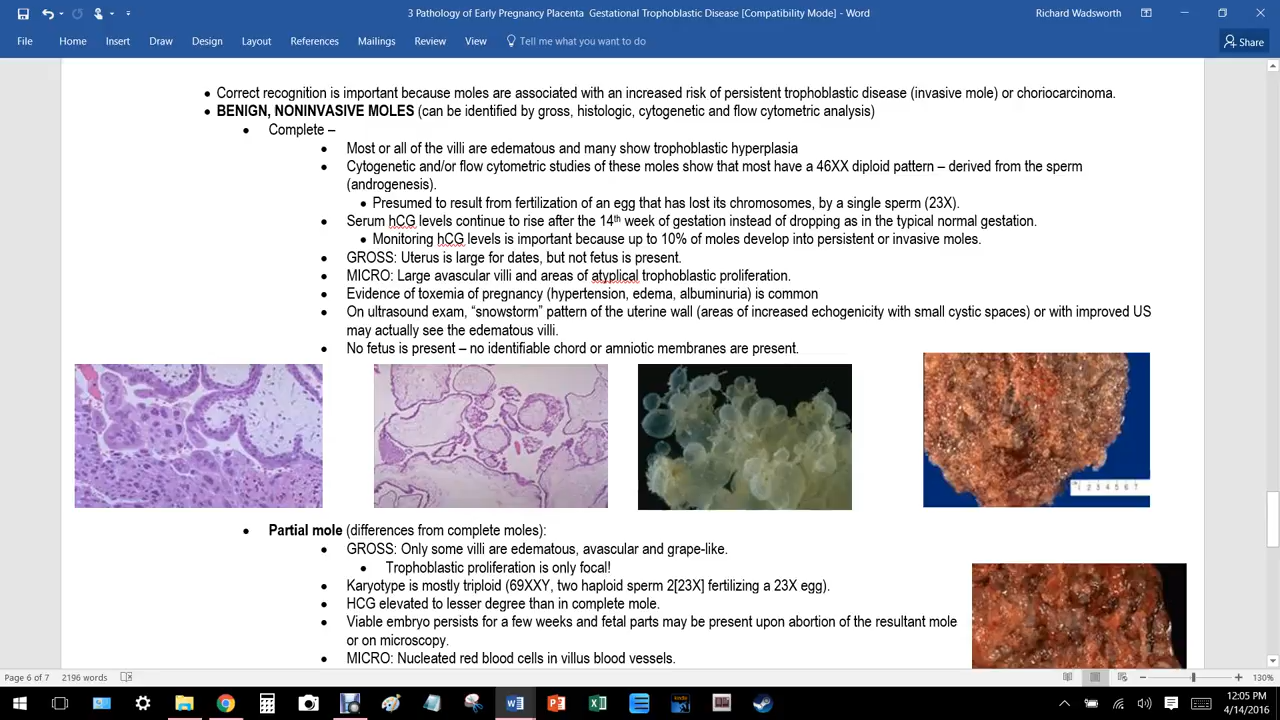 3 Pathology of Early Pregnancy Placenta Gestational Trophoblastic Disease [Compatibility Mode] - Word
Richard Wadsworth
File Home Insert Draw Design Layout References Mailings Review View Tell me what you want to do
Share
• Correct recognition is important because moles are associated with an increased risk of persistent trophoblastic disease (invasive mole) or choriocarcinoma.
• BENIGN, NONINVASIVE MOLES (can be identified by gross, histologic, cytogenetic and flow cytometric analysis)
• Complete –
• Most or all of the villi are edematous and many show trophoblastic hyperplasia
• Cytogenetic and/or flow cytometric studies of these moles show that most have a 46XX diploid pattern – derived from the sperm
(androgenesis).
• Presumed to result from fertilization of an egg that has lost its chromosomes, by a single sperm (23X).
• Serum hCG levels continue to rise after the 14th week of gestation instead of dropping as in the typical normal gestation.
• Monitoring hCG levels is important because up to 10% of moles develop into persistent or invasive moles.
• GROSS: Uterus is large for dates, but not fetus is present.
• MICRO: Large avascular villi and areas of atyplical trophoblastic proliferation.
• Evidence of toxemia of pregnancy (hypertension, edema, albuminuria) is common
• On ultrasound exam, “snowstorm” pattern of the uterine wall (areas of increased echogenicity with small cystic spaces) or with improved US
may actually see the edematous villi.
• No fetus is present – no identifiable chord or amniotic membranes are present.
1 2 3 4 5 6 7
• Partial mole (differences from complete moles):
• GROSS: Only some villi are edematous, avascular and grape-like.
• Trophoblastic proliferation is only focal!
• Karyotype is mostly triploid (69XXY, two haploid sperm 2[23X] fertilizing a 23X egg).
• HCG elevated to lesser degree than in complete mole.
• Viable embryo persists for a few weeks and fetal parts may be present upon abortion of the resultant mole
or on microscopy.
• MICRO: Nucleated red blood cells in villus blood vessels.
Page 6 of 7 2196 words
130%
12:05 PM
4/14/2016